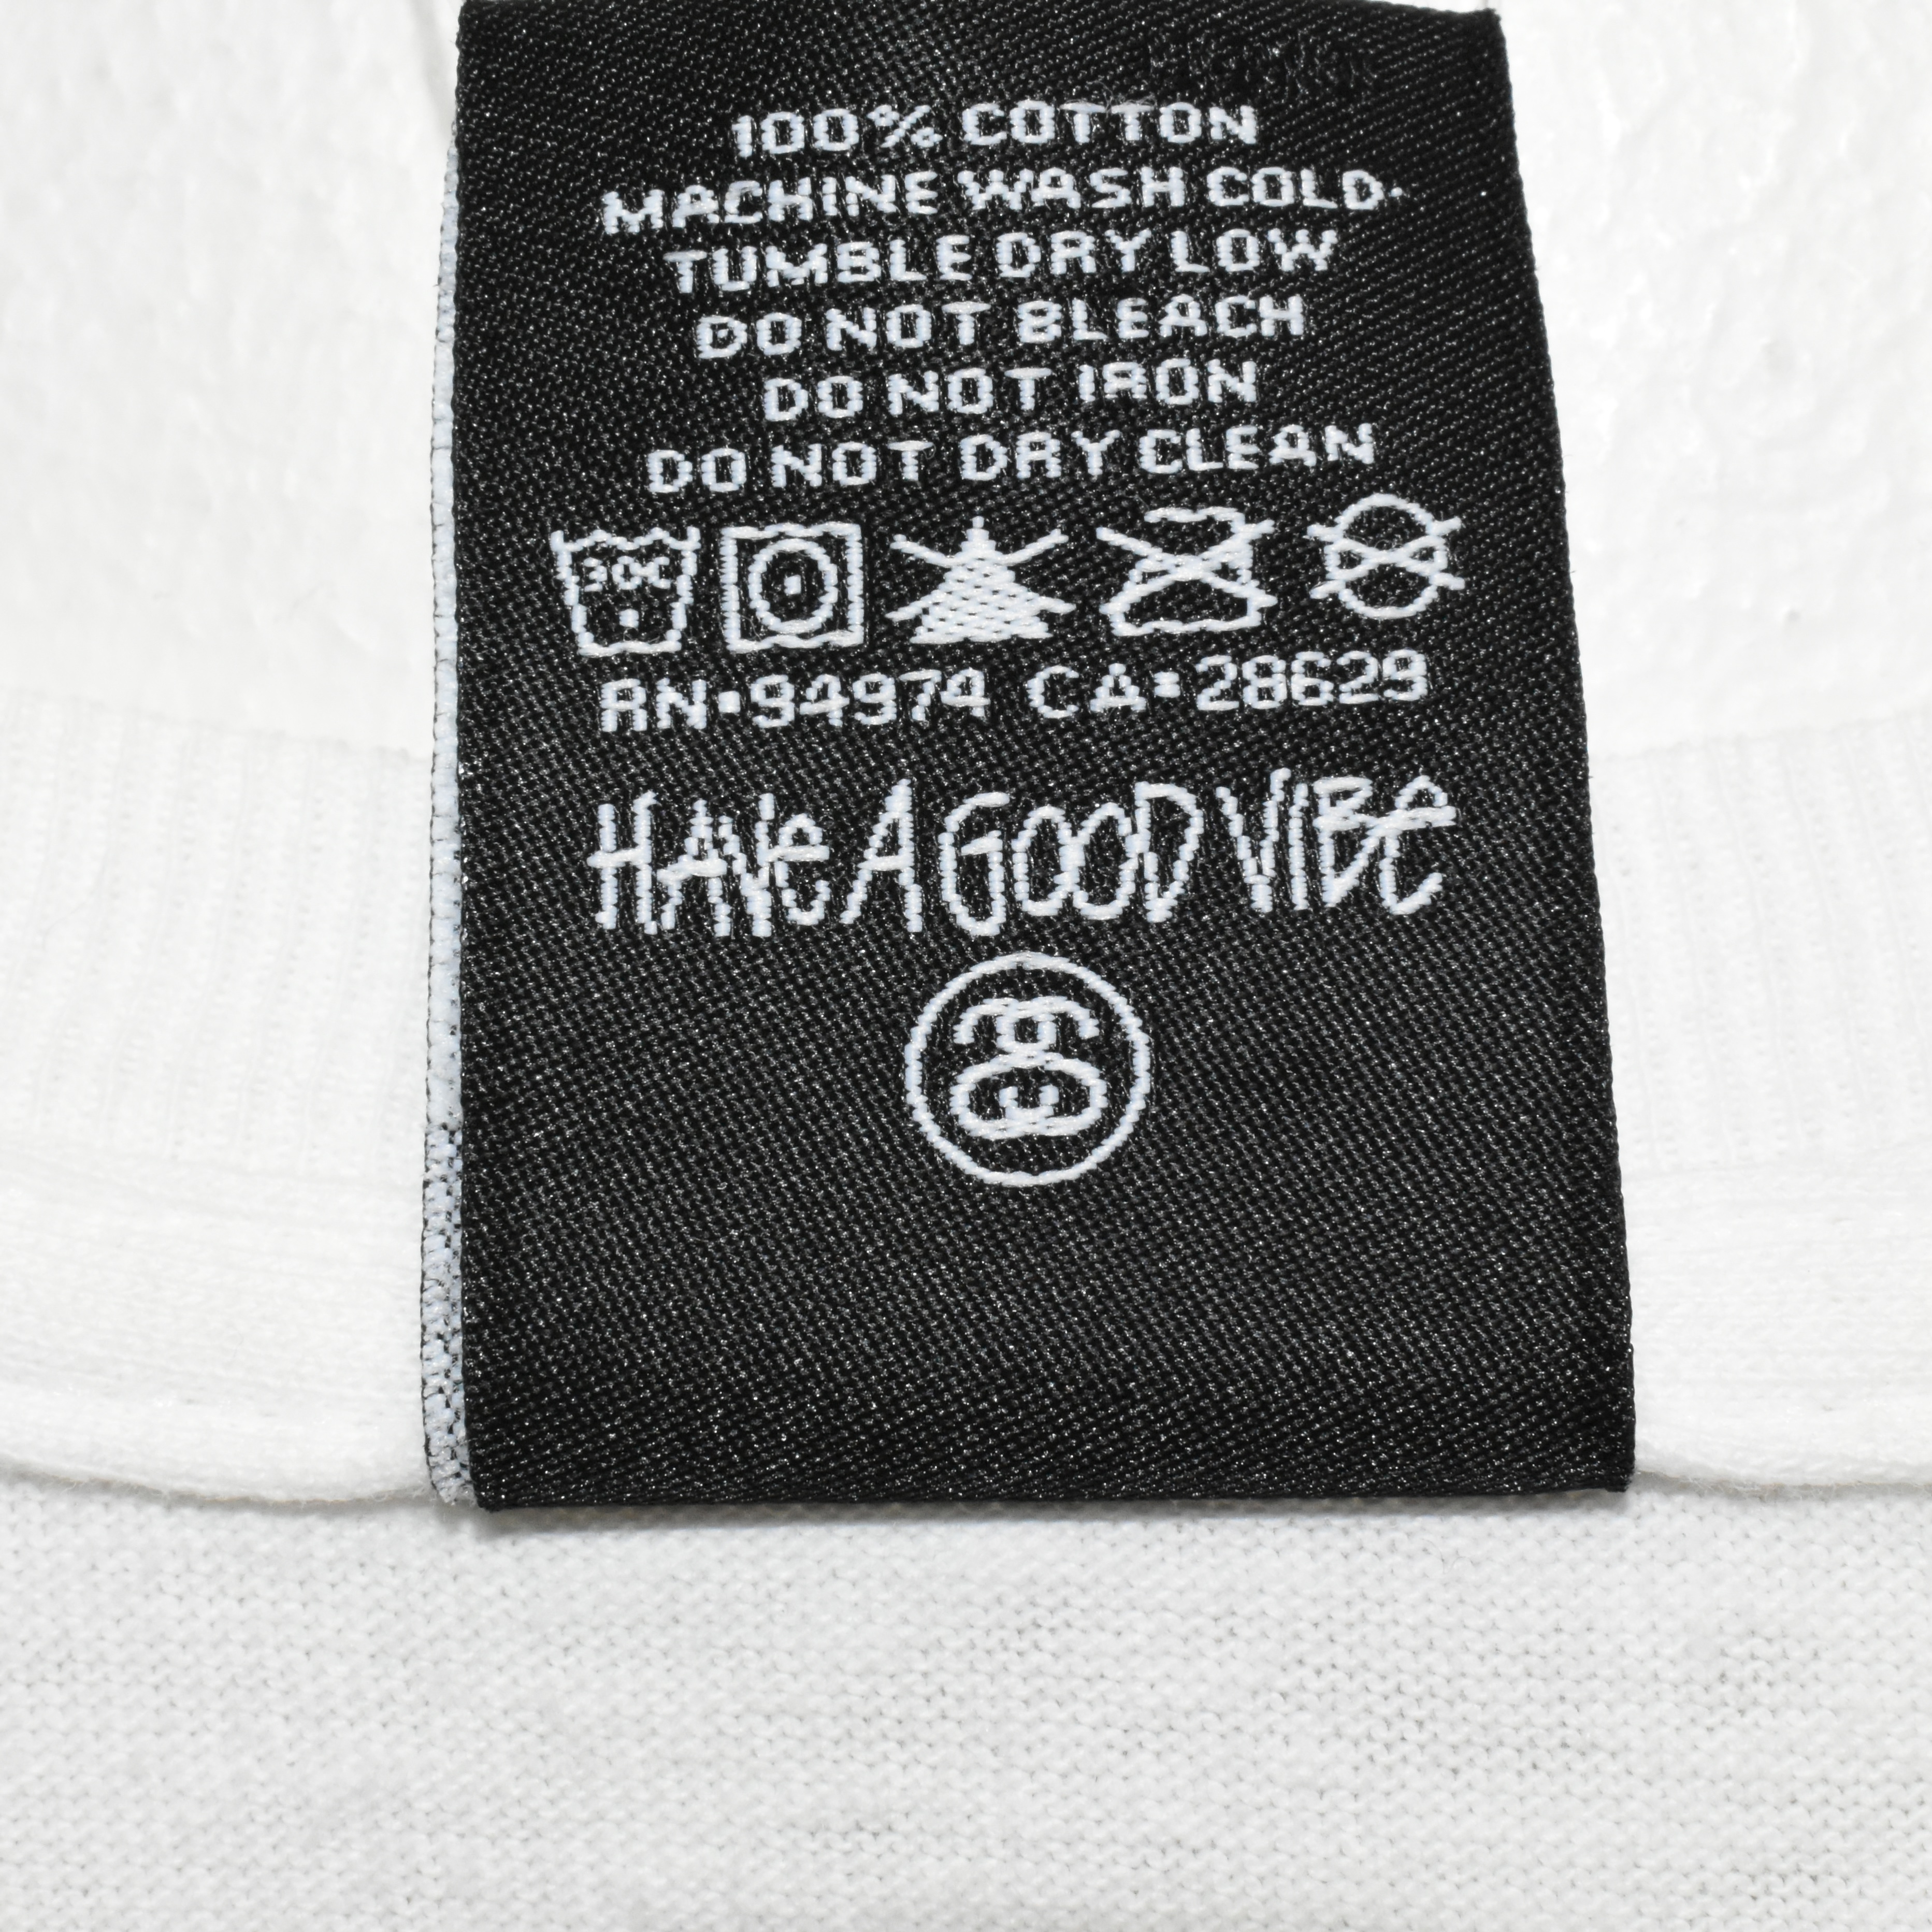 100% COTTON
MACHINE WASH COLD·
TUMBLE DRY LOW
DO NOT BLEACH
DO NOT IRON
DO NOT DRY CLEAN
30C
RN·94974 CA·28629
HAVe A GOOD VIBe